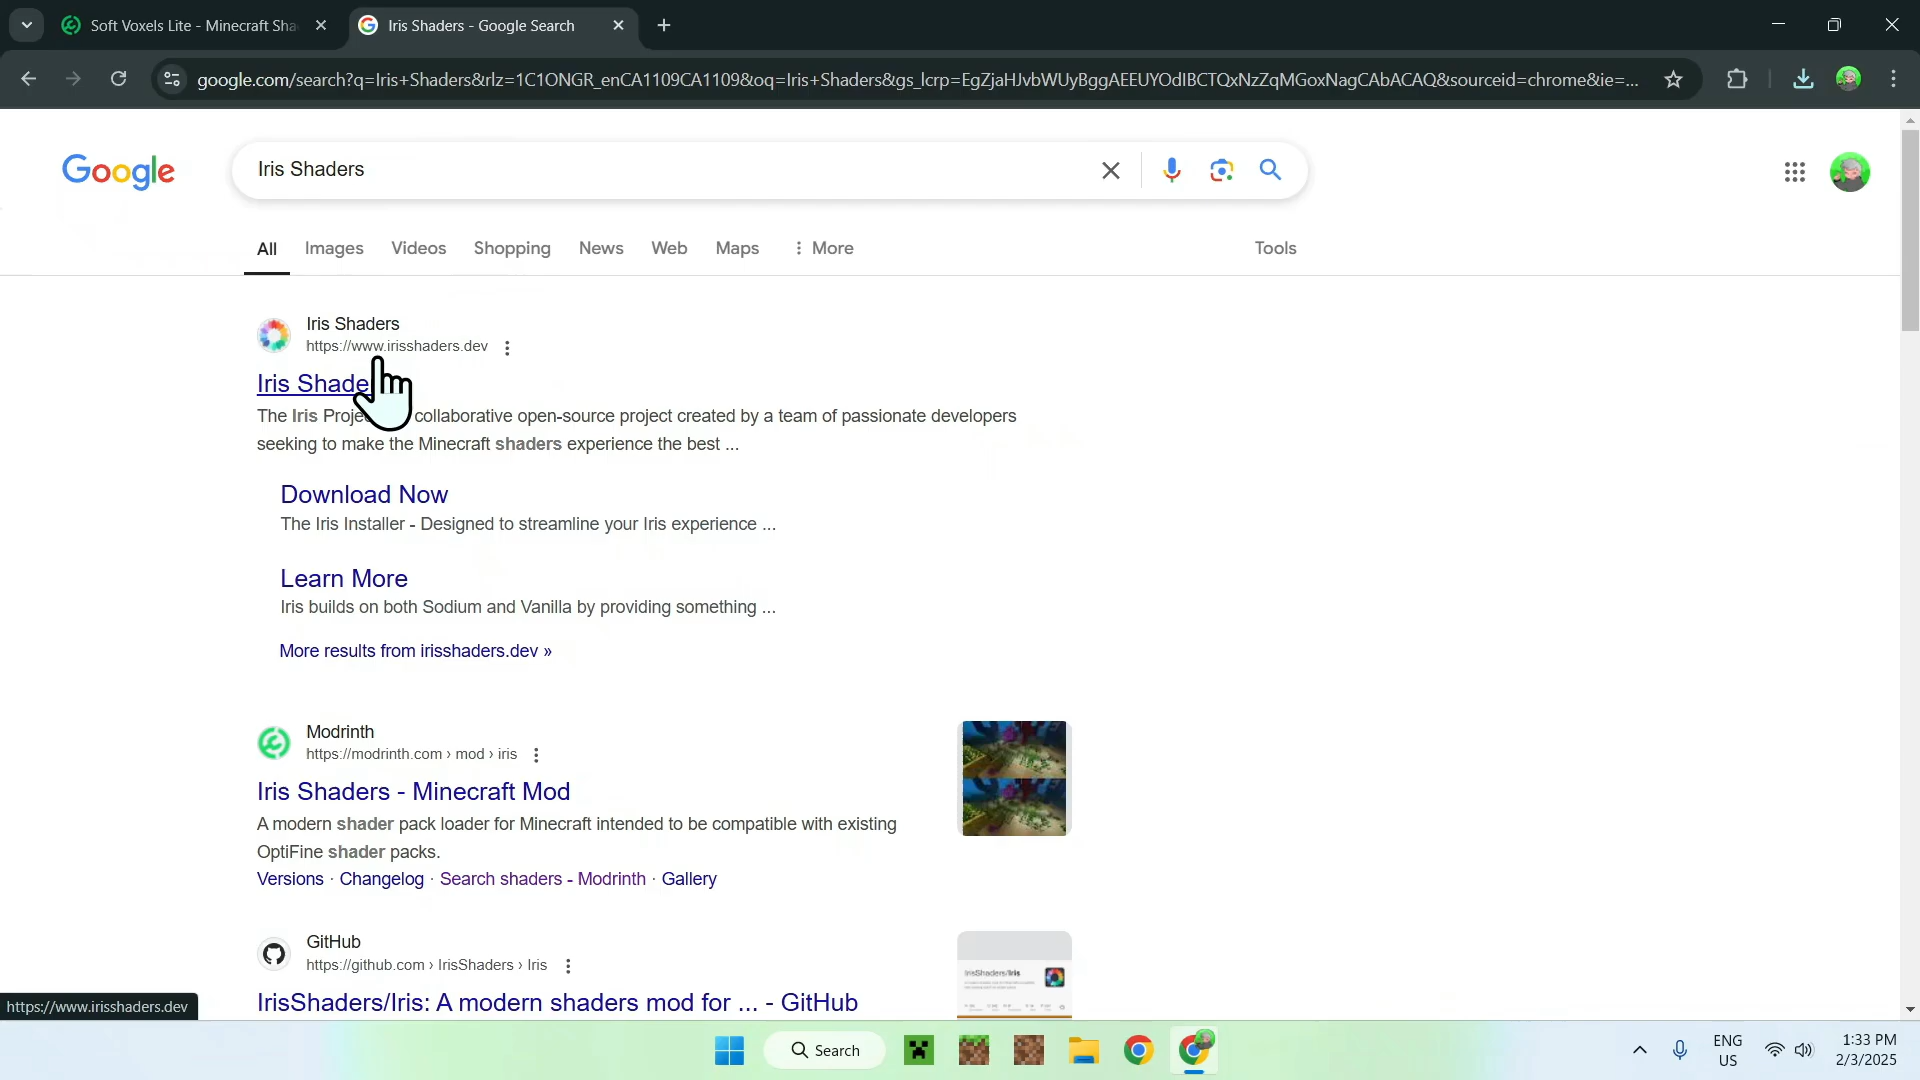 Soft Voxels Lite - Minecraft Sha
Iris Shaders - Google Search
google.com/search?q=Iris+Shaders&rlz=1C1ONGR_enCA1109CA1109&oq=Iris+Shaders&gs_lcrp=EgZjaHJvbWUyBggAEEUYOdIBCTQxNzZqMGoxNagCAbACAQ&sourceid=chrome&ie=...
Google
Iris Shaders
All Images Videos Shopping News Web Maps More Tools
Iris Shaders
https://www.irisshaders.dev
Iris Shade
The Iris Proje collaborative open-source project created by a team of passionate developers
seeking to make the Minecraft shaders experience the best ...
Download Now
The Iris Installer - Designed to streamline your Iris experience ...
Learn More
Iris builds on both Sodium and Vanilla by providing something ...
More results from irisshaders.dev »
Modrinth
https://modrinth.com › mod › iris
Iris Shaders - Minecraft Mod
A modern shader pack loader for Minecraft intended to be compatible with existing
OptiFine shader packs.
Versions · Changelog · Search shaders - Modrinth · Gallery
GitHub
https://github.com › IrisShaders › Iris
IrisShaders/Iris: A modern shaders mod for ... - GitHub
IrisShaders/Iris
https://www.irisshaders.dev
Search
ENG
US
1:33 PM
2/3/2025